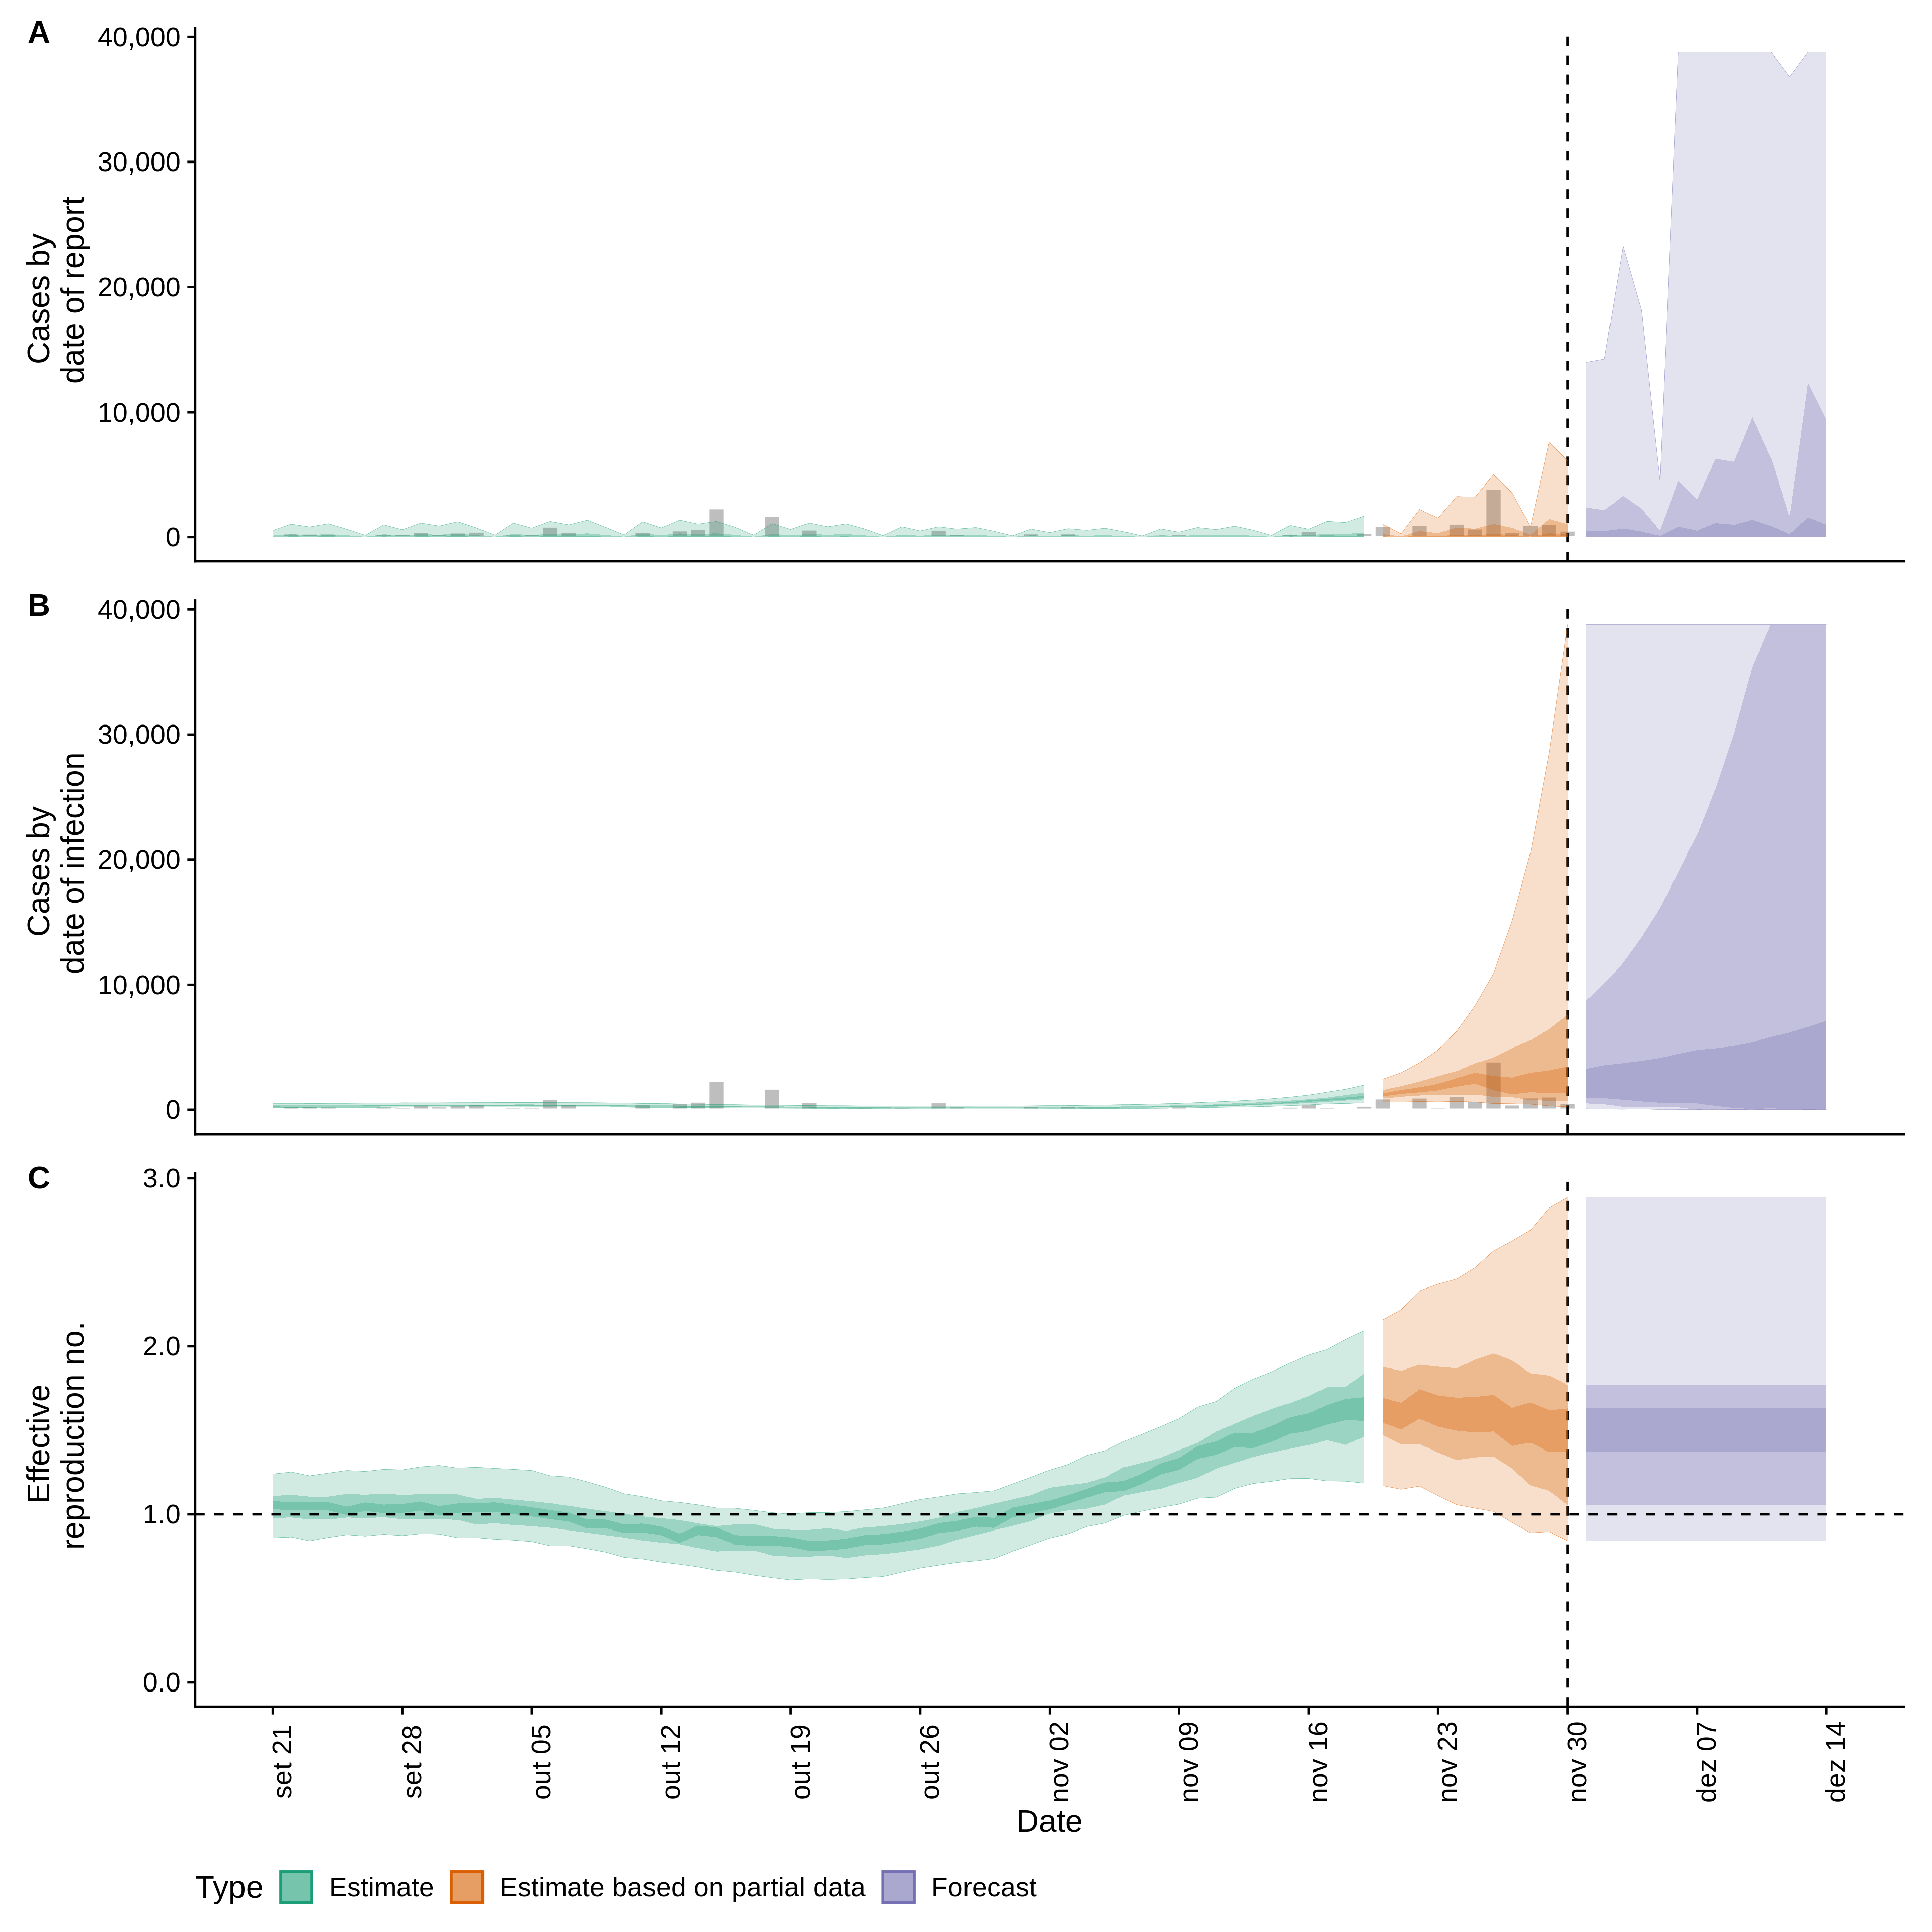 A
40,000
30,000
20,000
10,000
0
Cases by
date of report
B
40,000
30,000
20,000
10,000
0
Cases by
date of infection
C
3.0
2.0
1.0
0.0
Effective
reproduction no.
set 21
set 28
out 05
out 12
out 19
out 26
nov 02
nov 09
nov 16
nov 23
nov 30
dez 07
dez 14
Date
Type Estimate Estimate based on partial data Forecast